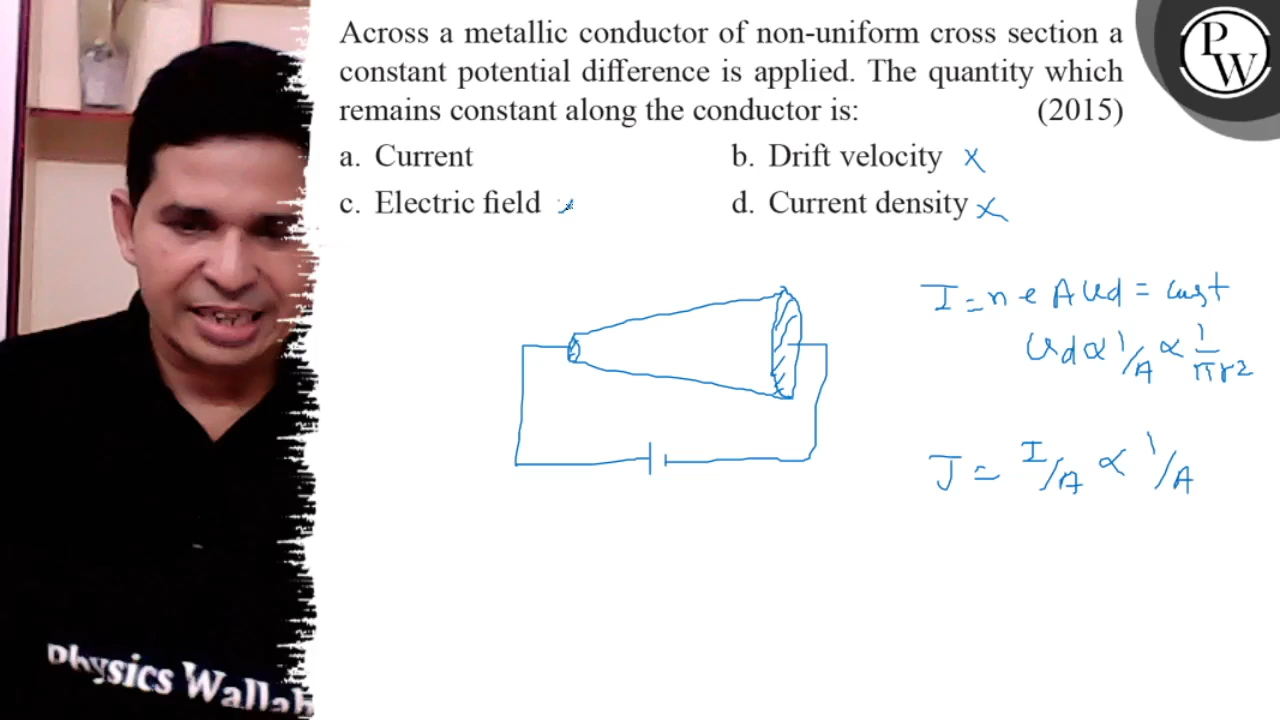 Across a metallic conductor of non-uniform cross section a
constant potential difference is applied. The quantity which
remains constant along the conductor is: (2015)
a. Current b. Drift velocity ×
c. Electric field × d. Current density ×
I = n e A Ud = Const
Ud ∝ 1/A ∝ 1/πr2
J = I/A ∝ 1/A
PW
Physics Wallah